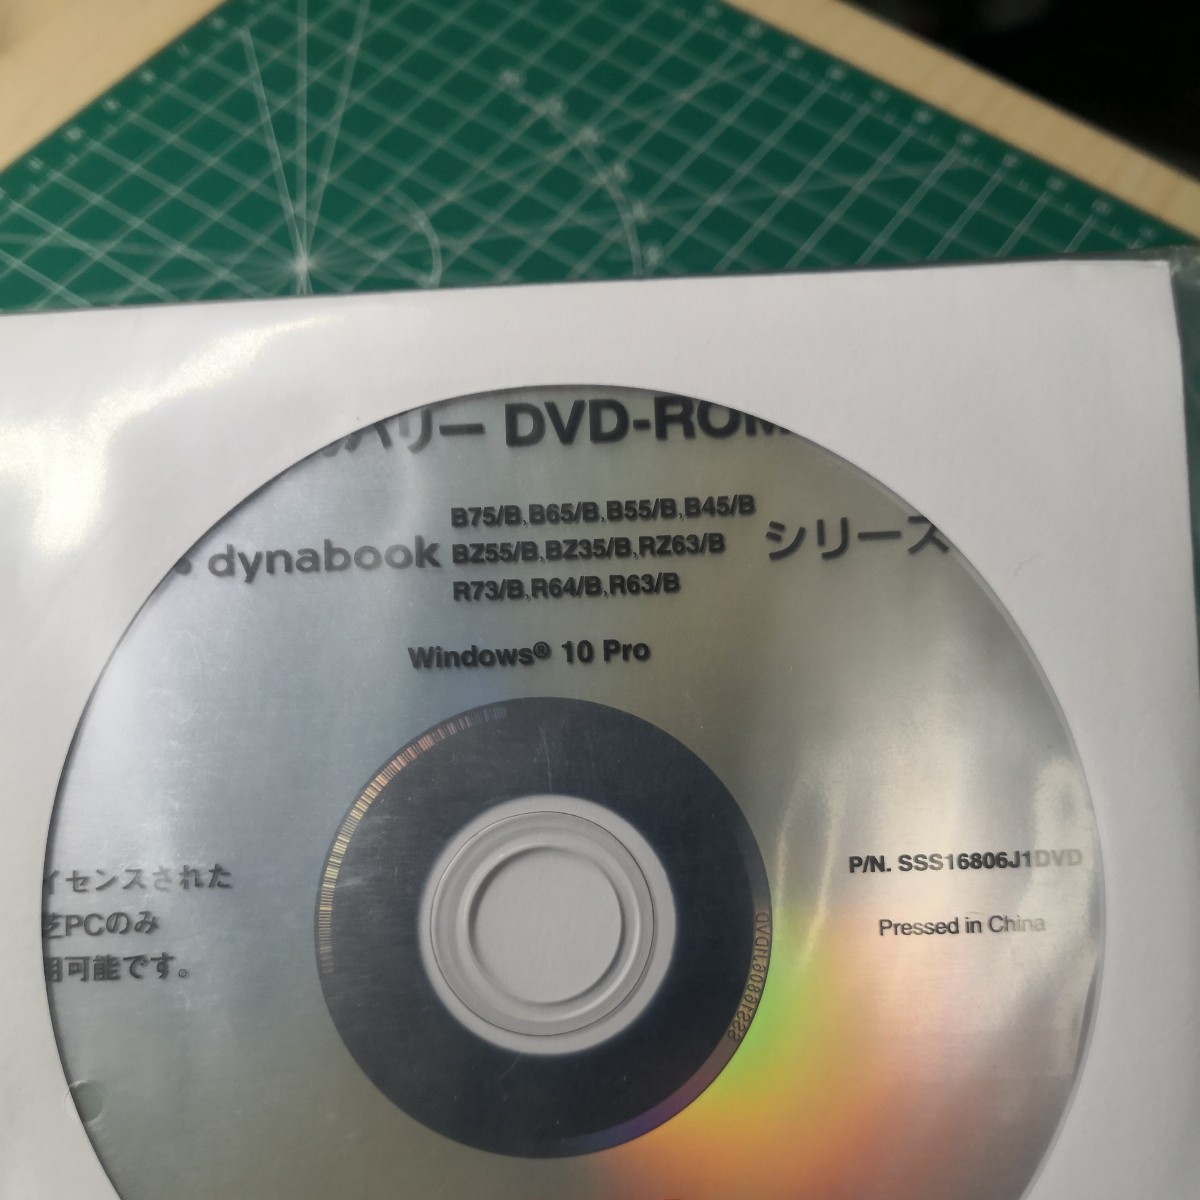 バリー DVD-ROM
dynabook
B75/B,B65/B,B55/B,B45/B
BZ55/B,BZ35/B,RZ63/B
R73/B,R64/B,R63/B
シリーズ
Windows® 10 Pro
イセンスされた
芝PCのみ
用可能です。
P/N. SSS16806J1DVD
Pressed in China
SSS16806J1DVD